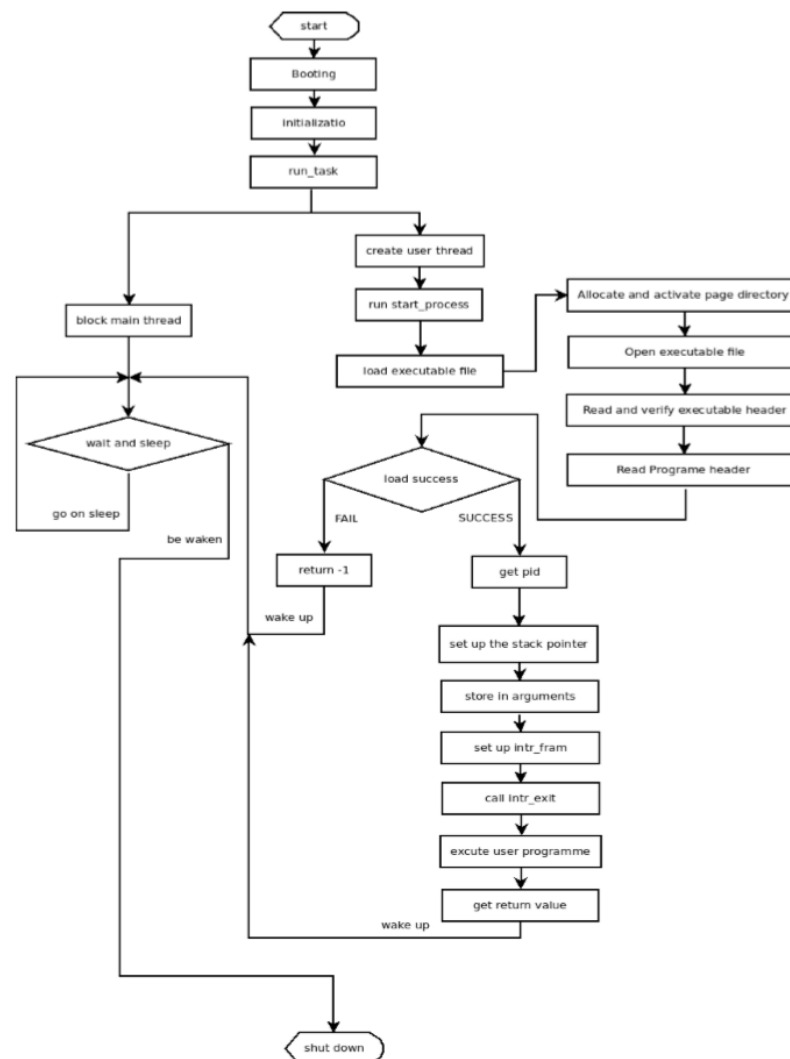 start
Booting
initializatio
run_task
create user thread
run start_process
load executable file
block main thread
wait and sleep
go on sleep
be waken
Allocate and activate page directory
Open executable file
Read and verify executable header
Read Programe header
load success
FAIL
SUCCESS
return -1
wake up
get pid
set up the stack pointer
store in arguments
set up intr_fram
call intr_exit
excute user programme
get return value
wake up
shut down